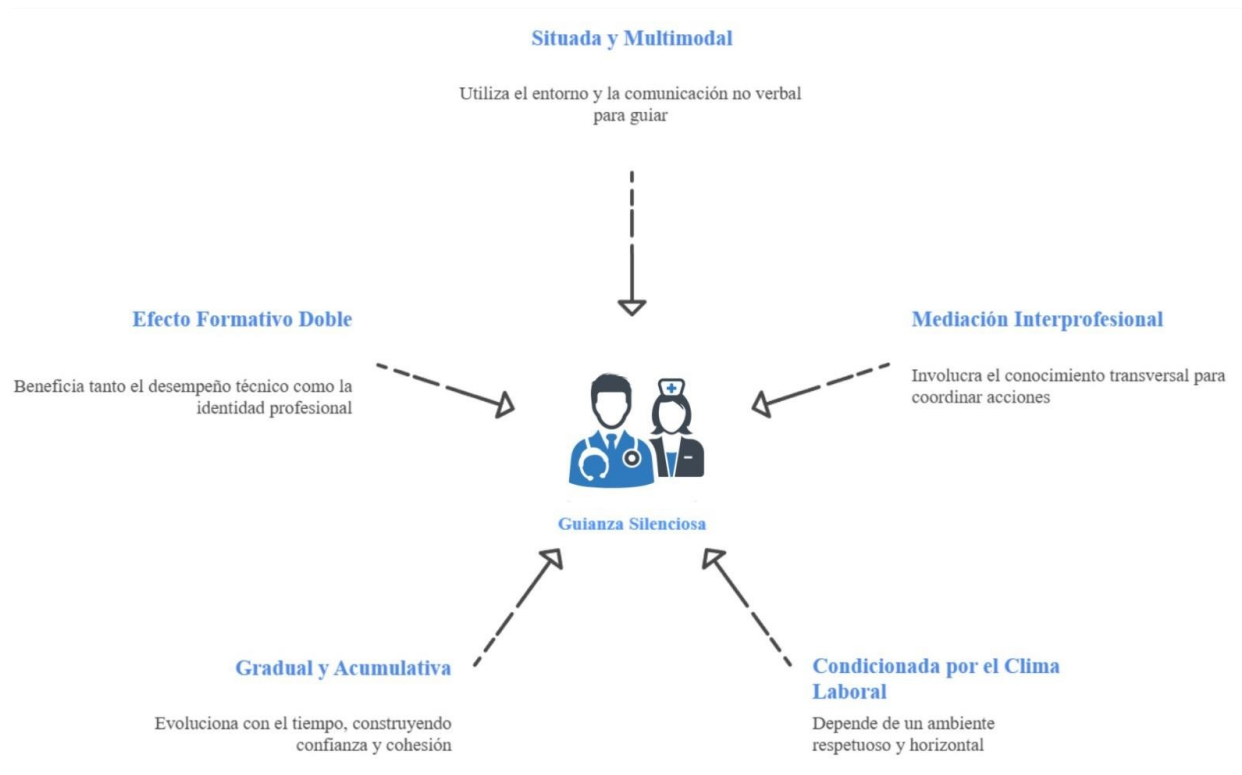 Situada y Multimodal
Utiliza el entorno y la comunicación no verbal
para guiar
Efecto Formativo Doble
Beneficia tanto el desempeño técnico como la
identidad profesional
Mediación Interprofesional
Involucra el conocimiento transversal para
coordinar acciones
Guianza Silenciosa
Gradual y Acumulativa
Evoluciona con el tiempo, construyendo
confianza y cohesión
Condicionada por el Clima
Laboral
Depende de un ambiente
respetuoso y horizontal